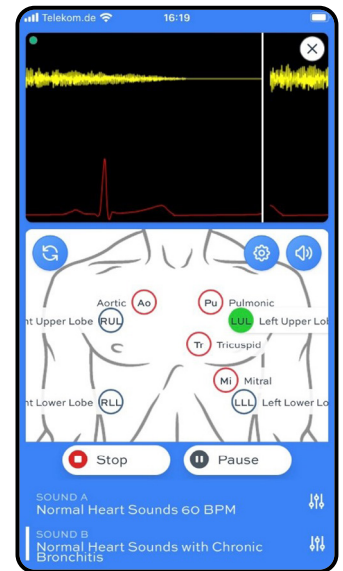 Telekom.de 16:19
Aortic Ao Pu Pulmonic
nt Upper Lobe RUL LUL Left Upper Lob
Tr Tricuspid
Mi Mitral
nt Lower Lobe RLL LLL Left Lower Lo
Stop Pause
SOUND A
Normal Heart Sounds 60 BPM
SOUND B
Normal Heart Sounds with Chronic
Bronchitis